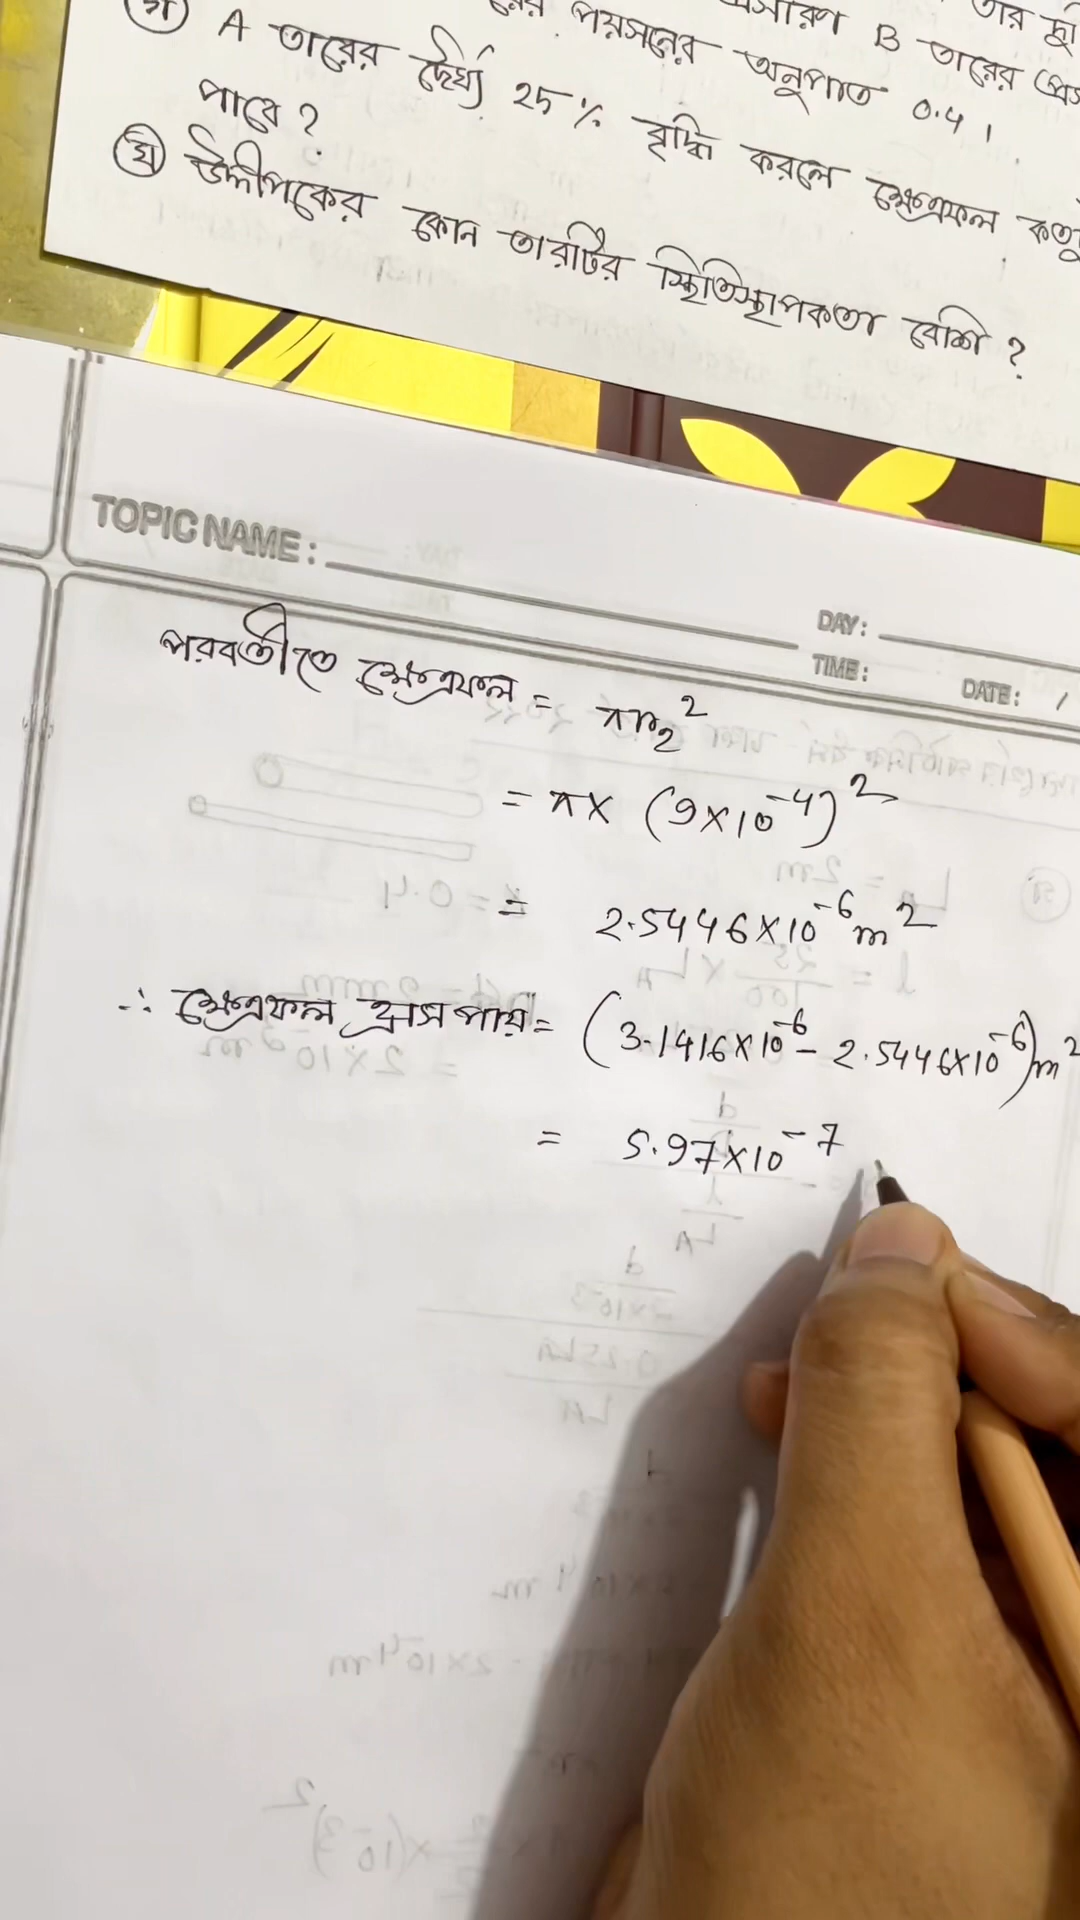 তার দু
প্রসারণ B তারের প্রস
পয়সনের অনুপাত 0.4।
গ A তারের দৈর্ঘ্য 25% বৃদ্ধি করলে ক্ষেত্রফল কতটু
পাবে?
ঘ উদ্দীপকের কোন তারটির স্থিতিস্থাপকতা বেশি?
TOPIC NAME:
DAY:
TIME:
DATE: /
পরবর্তীতে ক্ষেত্রফল = πr₂²
= π× (9×10⁻⁴)²
= 2.5446×10⁻⁶ m²
∴ ক্ষেত্রফল হ্রাস পায় = (3.1416×10⁻⁶ - 2.5446×10⁻⁶) m²
= 5.97×10⁻⁷